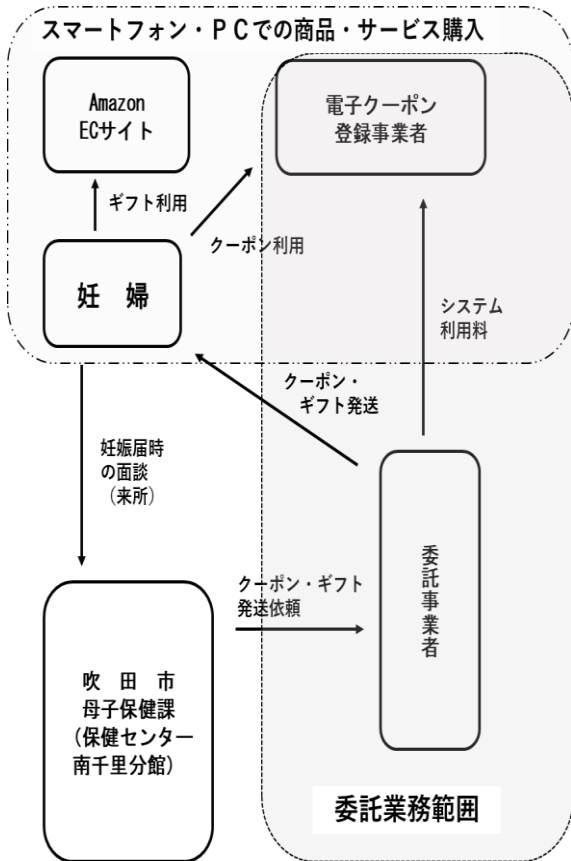 スマートフォン・ＰＣでの商品・サービス購入
Amazon
ECサイト
電子クーポン
登録事業者
ギフト利用
クーポン利用
妊　婦
システム
利用料
クーポン・
ギフト発送
妊娠届時
の面談
（来所）
クーポン・ギフト
発送依頼
委託事業者
吹　田　市
母子保健課
（保健センター
南千里分館）
委託業務範囲